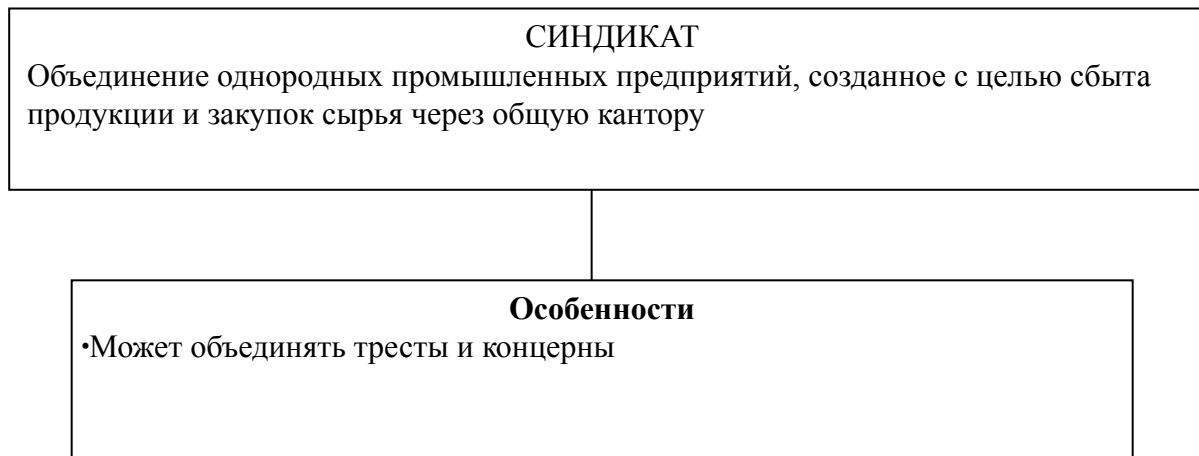 СИНДИКАТ
Объединение однородных промышленных предприятий, созданное с целью сбыта
продукции и закупок сырья через общую кантору
Особенности
•Может объединять тресты и концерны